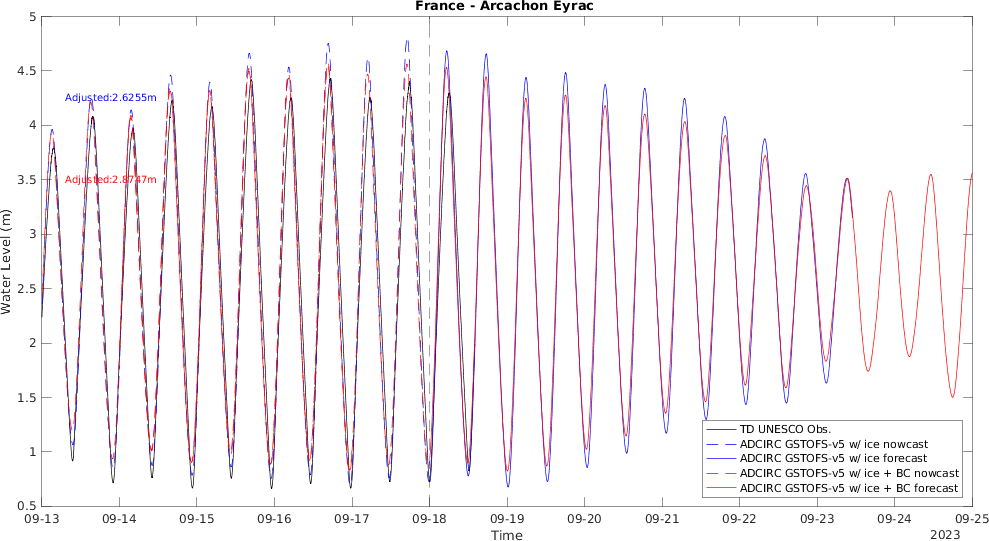 France - Arcachon Eyrac
5
4.5
4
3.5
3
2.5
2
1.5
1
0.5
Water Level (m)
Adjusted:2.6255m
Adjusted:2.8747m
TD UNESCO Obs.
ADCIRC GSTOFS-v5 w/ ice nowcast
ADCIRC GSTOFS-v5 w/ ice forecast
ADCIRC GSTOFS-v5 w/ ice + BC nowcast
ADCIRC GSTOFS-v5 w/ ice + BC forecast
09-13 09-14 09-15 09-16 09-17 09-18 09-19 09-20 09-21 09-22 09-23 09-24 09-25
Time
2023